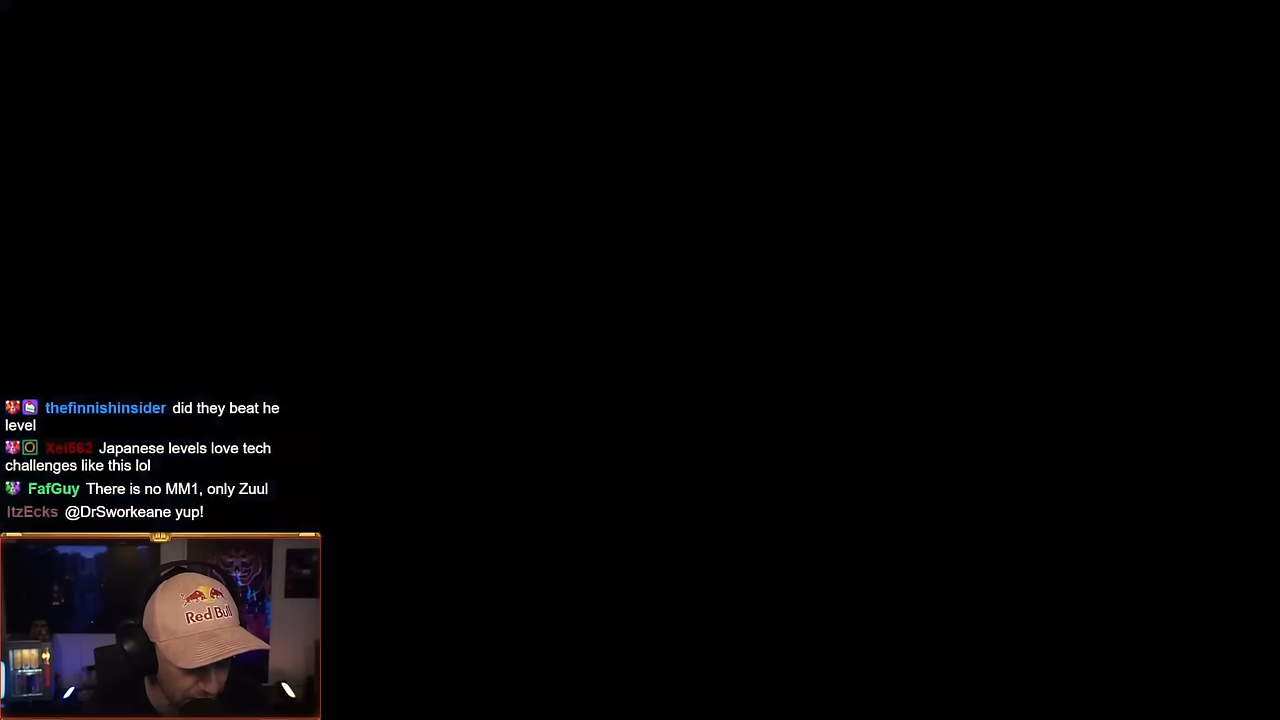 thefinnishinsider did they beat he
level
Xel562 Japanese levels love tech
challenges like this lol
FafGuy There is no MM1, only Zuul
ItzEcks @DrSworkeane yup!
Red Bull